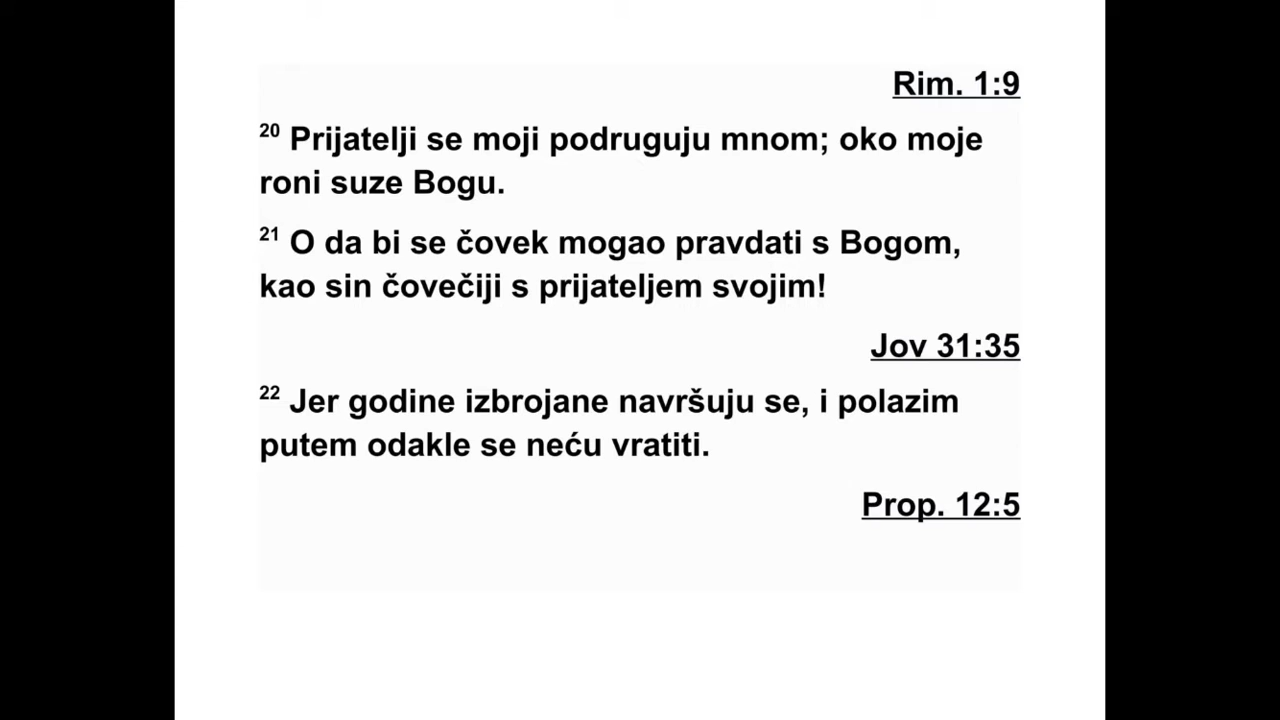 Rim. 1:9
20 Prijatelji se moji podruguju mnom; oko moje
roni suze Bogu.
21 O da bi se čovek mogao pravdati s Bogom,
kao sin čovečiji s prijateljem svojim!
Jov 31:35
22 Jer godine izbrojane navršuju se, i polazim
putem odakle se neću vratiti.
Prop. 12:5